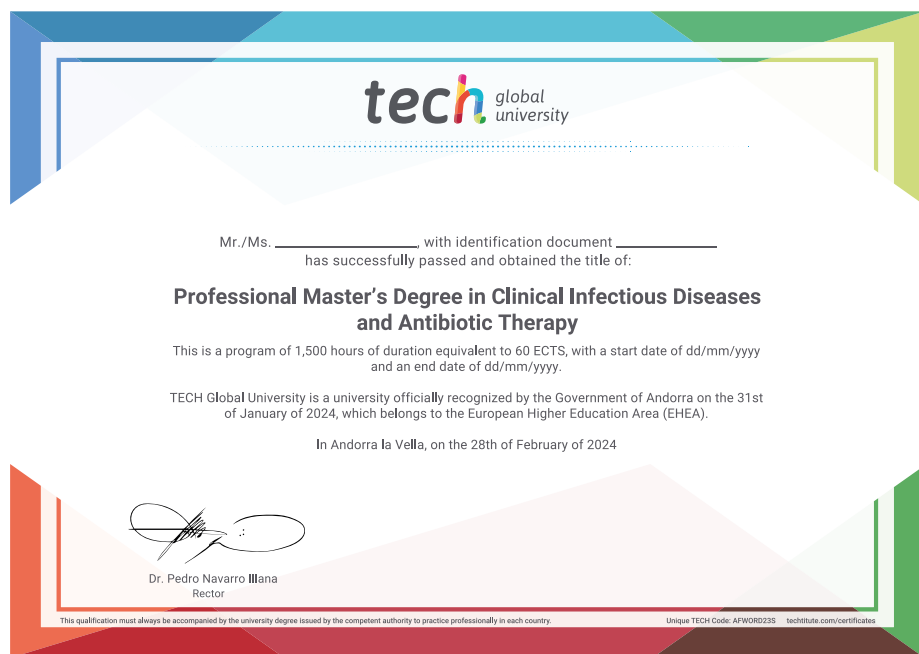 tech global
university
Mr./Ms. ________________, with identification document ____________
has successfully passed and obtained the title of:
Professional Master's Degree in Clinical Infectious Diseases
and Antibiotic Therapy
This is a program of 1,500 hours of duration equivalent to 60 ECTS, with a start date of dd/mm/yyyy
and an end date of dd/mm/yyyy.
TECH Global University is a university officially recognized by the Government of Andorra on the 31st
of January of 2024, which belongs to the European Higher Education Area (EHEA).
In Andorra la Vella, on the 28th of February of 2024
Dr. Pedro Navarro Illana
Rector
This qualification must always be accompanied by the university degree issued by the competent authority to practice professionally in each country.
Unique TECH Code: AFWORD23S techtitute.com/certificates